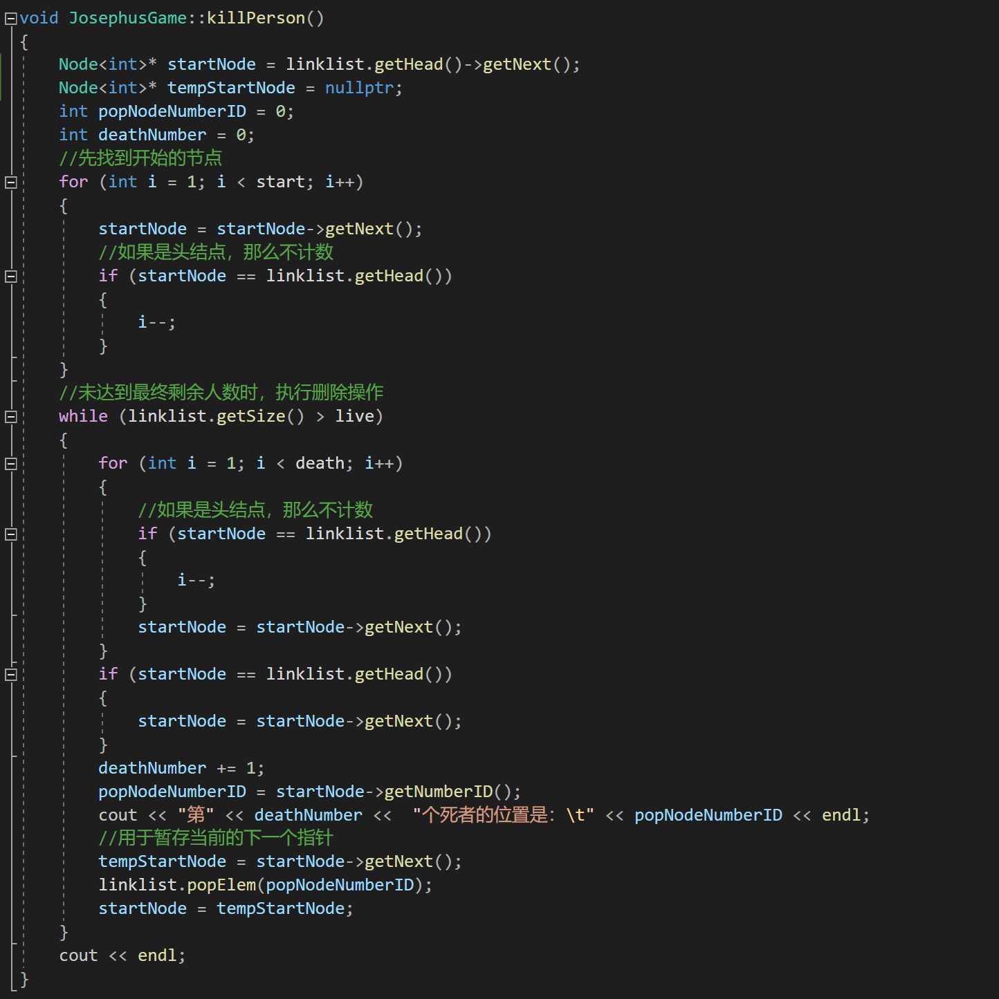 void JosephusGame::killPerson()
{
    Node<int>* startNode = linklist.getHead()->getNext();
    Node<int>* tempStartNode = nullptr;
    int popNodeNumberID = 0;
    int deathNumber = 0;
    //先找到开始的节点
    for (int i = 1; i < start; i++)
    {
        startNode = startNode->getNext();
        //如果是头结点，那么不计数
        if (startNode == linklist.getHead())
        {
            i--;
        }
    }
    //未达到最终剩余人数时，执行删除操作
    while (linklist.getSize() > live)
    {
        for (int i = 1; i < death; i++)
        {
            //如果是头结点，那么不计数
            if (startNode == linklist.getHead())
            {
                i--;
            }
            startNode = startNode->getNext();
        }
        if (startNode == linklist.getHead())
        {
            startNode = startNode->getNext();
        }
        deathNumber += 1;
        popNodeNumberID = startNode->getNumberID();
        cout << "第" << deathNumber <<  "个死者的位置是：\t" << popNodeNumberID << endl;
        //用于暂存当前的下一个指针
        tempStartNode = startNode->getNext();
        linklist.popElem(popNodeNumberID);
        startNode = tempStartNode;
    }
    cout << endl;
}